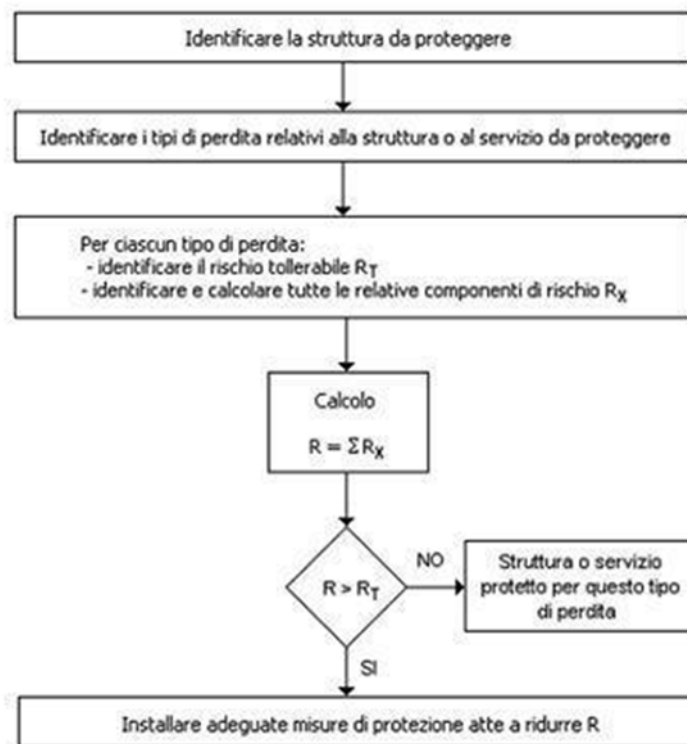 Identificare la struttura da proteggere
Identificare i tipi di perdita relativi alla struttura o al servizio da proteggere
Per ciascun tipo di perdita:
- identificare il rischio tollerabile RT
- identificare e calcolare tutte le relative componenti di rischio RX
Calcolo
R = ΣRX
R > RT
NO
Struttura o servizio
protetto per questo tipo
di perdita
SI
Installare adeguate misure di protezione atte a ridurre R